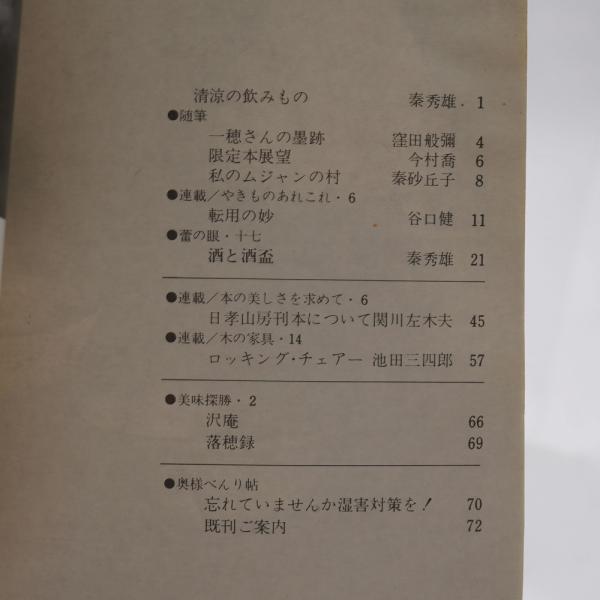 清涼の飲みもの 秦秀雄 1
●随筆
一穂さんの墨跡 窪田般彌 4
限定本展望 今村喬 6
私のムジャンの村 秦砂丘子 8
●連載/やきものあれこれ・6
転用の妙 谷口健 11
●蕾の眼・十七
酒と酒盃 秦秀雄 21
●連載/本の美しさを求めて・6
日孝山房刊本について 関川左木夫 45
●連載/木の家具・14
ロッキング・チェアー 池田三四郎 57
●美味探勝・2
沢庵 66
落穂録 69
●奥様べんり帖
忘れていませんか湿害対策を! 70
既刊ご案内 72